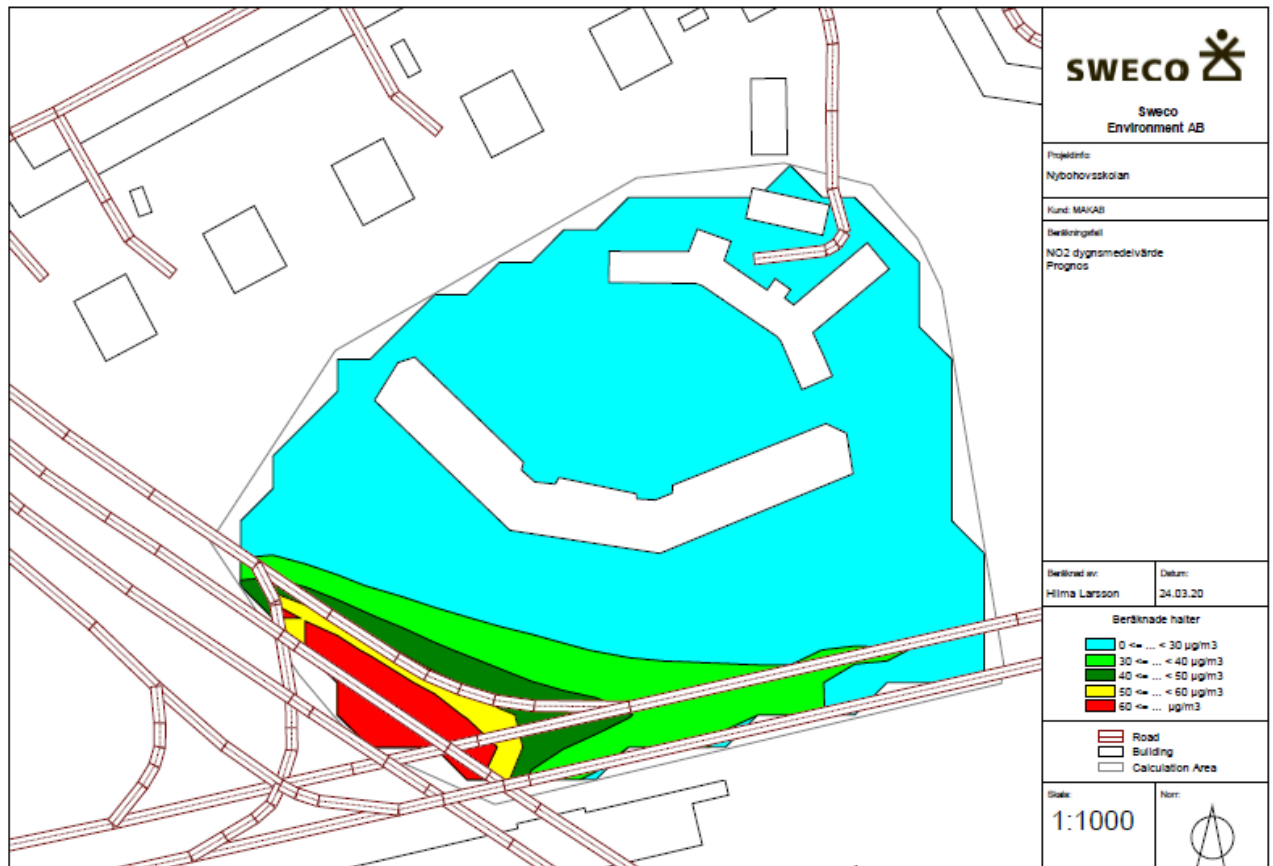 SWECO
Sweco
Environment AB
Projektinfo:
Nybohovsskolan
Kund: MAKAB
Beräkningsfall
NO2 dygnsmedelvärde
Prognos
Beräknad av:
Hilma Larsson
Datum:
24.03.20
Beräknade halter
0 <= ... < 30 µg/m3
30 <= ... < 40 µg/m3
40 <= ... < 50 µg/m3
50 <= ... < 60 µg/m3
60 <= ... µg/m3
Road
Building
Calculation Area
Skala:
1:1000
Norr: